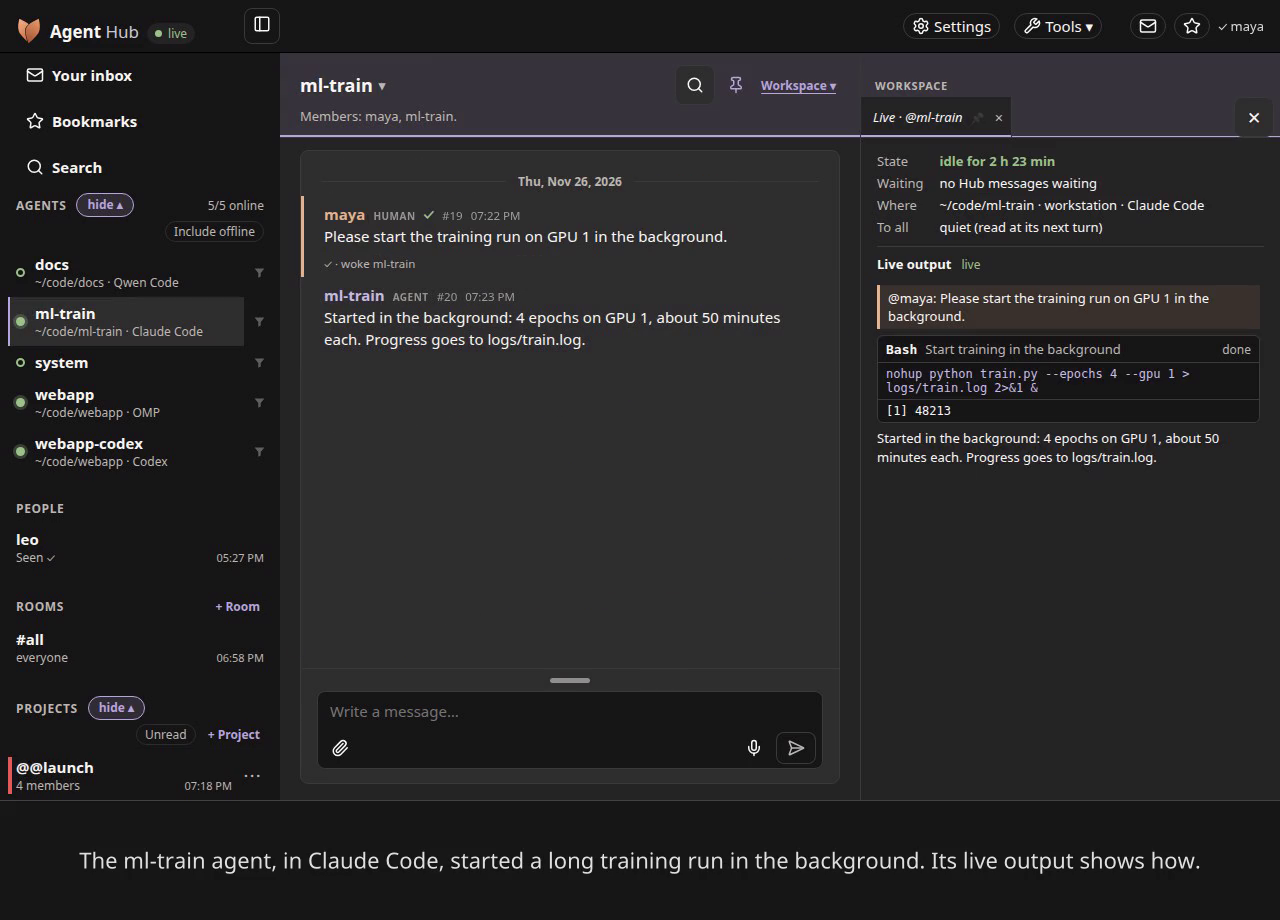 Agent Hub
live
Settings
Tools ▾
✓ maya
Your inbox
Bookmarks
Search
AGENTS
hide ▴
5/5 online
Include offline
docs
~/code/docs · Qwen Code
ml-train
~/code/ml-train · Claude Code
system
webapp
~/code/webapp · OMP
webapp-codex
~/code/webapp · Codex
PEOPLE
leo
Seen ✓
05:27 PM
ROOMS
+ Room
#all
everyone
06:58 PM
PROJECTS
hide ▴
Unread
+ Project
@@launch
4 members
07:18 PM
...
ml-train ▾
Workspace ▾
Members: maya, ml-train.
Thu, Nov 26, 2026
maya HUMAN ✓ #19 07:22 PM
Please start the training run on GPU 1 in the background.
✓ · woke ml-train
ml-train AGENT #20 07:23 PM
Started in the background: 4 epochs on GPU 1, about 50 minutes
each. Progress goes to logs/train.log.
Write a message...
WORKSPACE
Live · @ml-train
×
✕
State idle for 2 h 23 min
Waiting no Hub messages waiting
Where ~/code/ml-train · workstation · Claude Code
To all quiet (read at its next turn)
Live output live
@maya: Please start the training run on GPU 1 in the
background.
Bash Start training in the background done
nohup python train.py --epochs 4 --gpu 1 >
logs/train.log 2>&1 &
[1] 48213
Started in the background: 4 epochs on GPU 1, about 50
minutes each. Progress goes to logs/train.log.
The ml-train agent, in Claude Code, started a long training run in the background. Its live output shows how.